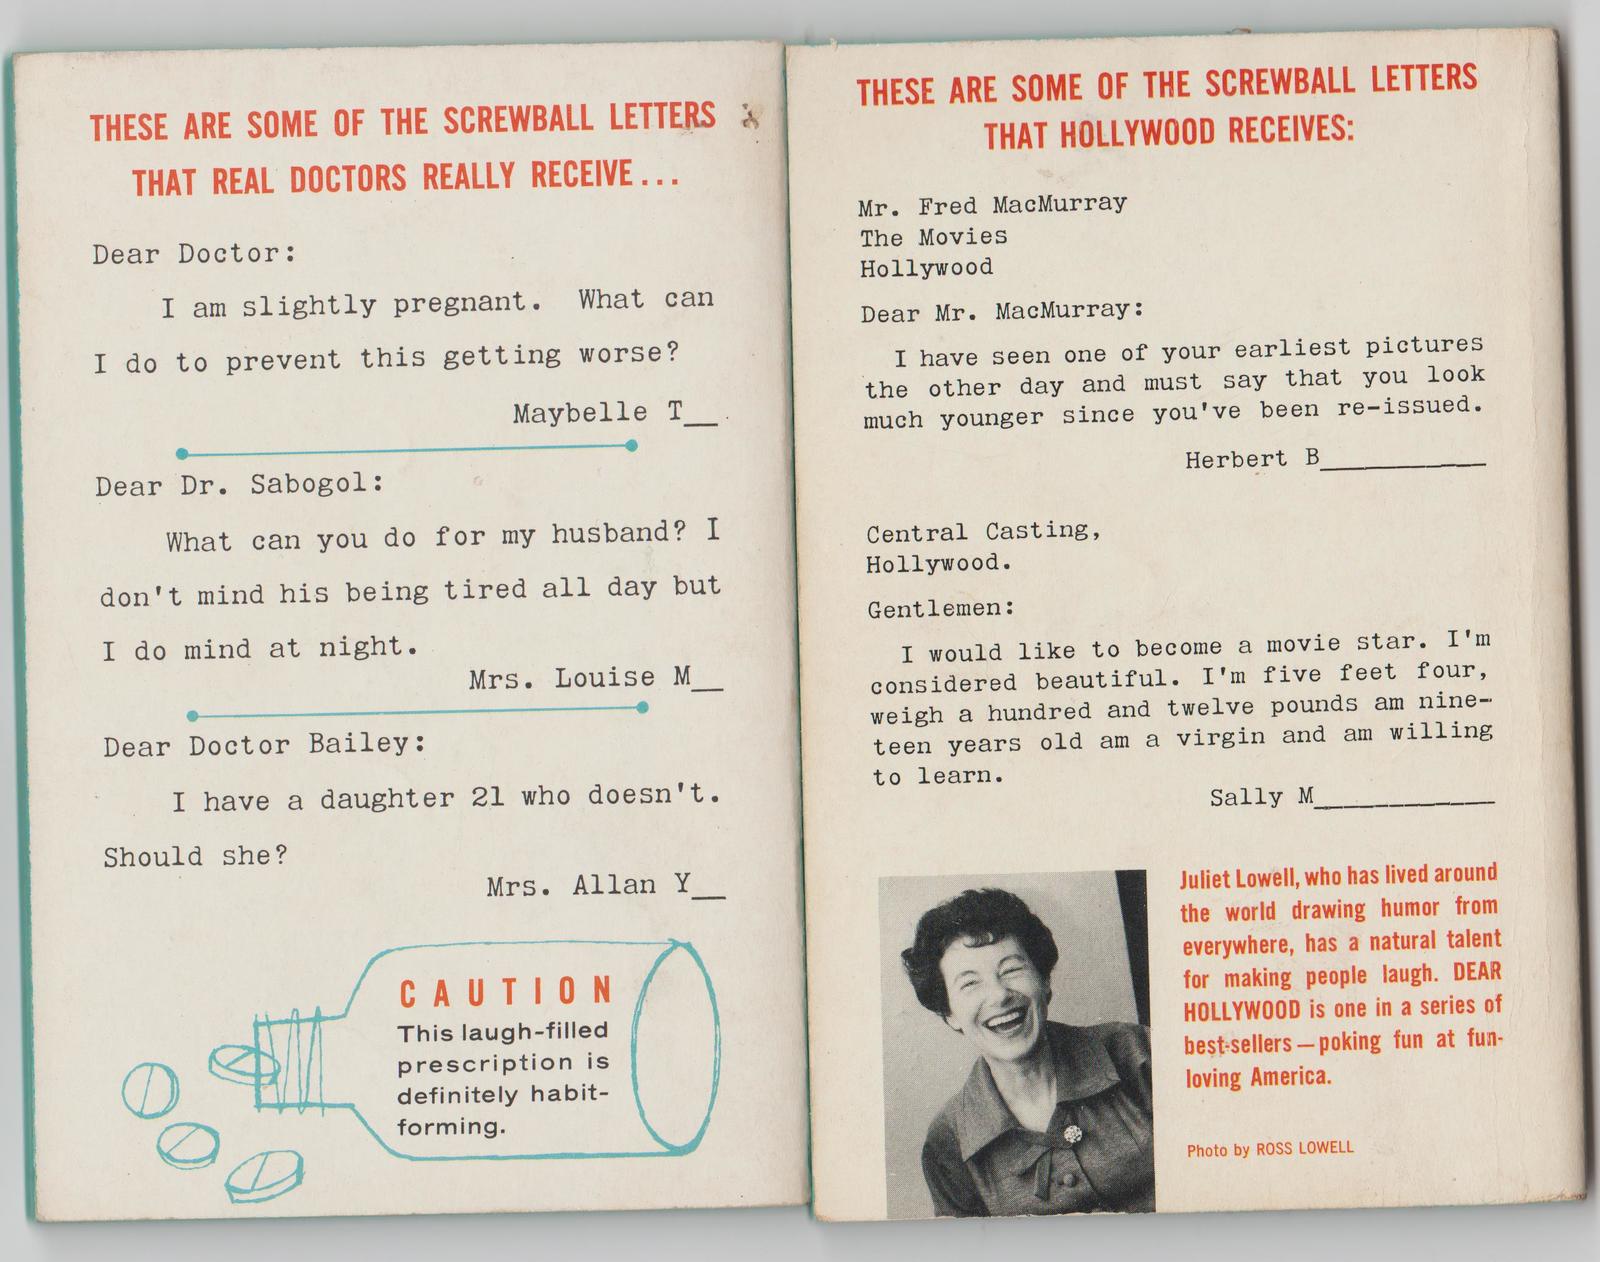 THESE ARE SOME OF THE SCREWBALL LETTERS
THAT REAL DOCTORS REALLY RECEIVE...
Dear Doctor:
I am slightly pregnant. What can
I do to prevent this getting worse?
Maybelle T__
Dear Dr. Sabogol:
What can you do for my husband? I
don't mind his being tired all day but
I do mind at night.
Mrs. Louise M__
Dear Doctor Bailey:
I have a daughter 21 who doesn't.
Should she?
Mrs. Allan Y__
CAUTION
This laugh-filled
prescription is
definitely habit-
forming.
THESE ARE SOME OF THE SCREWBALL LETTERS
THAT HOLLYWOOD RECEIVES:
Mr. Fred MacMurray
The Movies
Hollywood
Dear Mr. MacMurray:
I have seen one of your earliest pictures
the other day and must say that you look
much younger since you've been re-issued.
Herbert B___________
Central Casting,
Hollywood.
Gentlemen:
I would like to become a movie star. I'm
considered beautiful. I'm five feet four,
weigh a hundred and twelve pounds am nine-
teen years old am a virgin and am willing
to learn.
Sally M____________
Juliet Lowell, who has lived around
the world drawing humor from
everywhere, has a natural talent
for making people laugh. DEAR
HOLLYWOOD is one in a series of
best-sellers — poking fun at fun-
loving America.
Photo by ROSS LOWELL